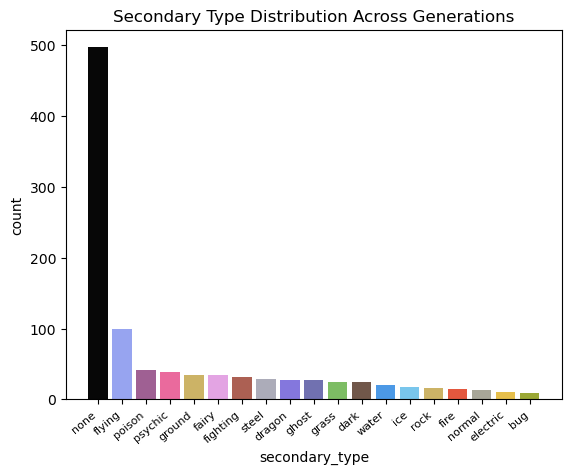 Secondary Type Distribution Across Generations
500
400
300
200
100
0
count
none
flying
poison
psychic
ground
fairy
fighting
steel
dragon
ghost
grass
dark
water
ice
rock
fire
normal
electric
bug
secondary_type